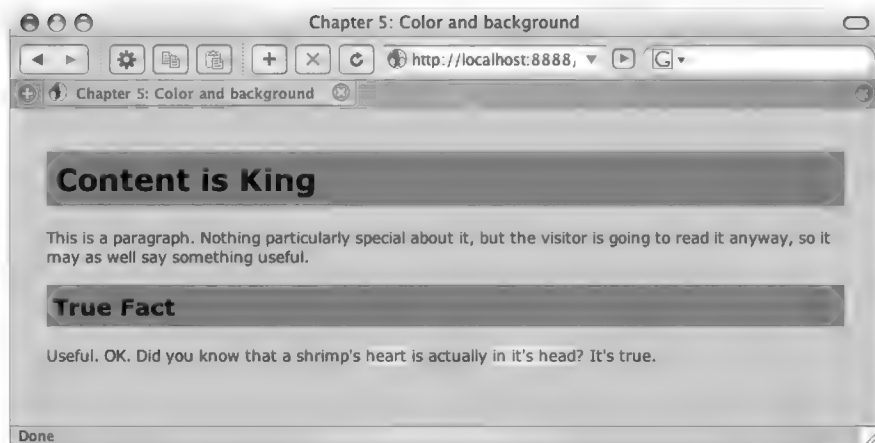 Chapter 5: Color and background
http://localhost:8888,
G
Chapter 5: Color and background
Content is King
This is a paragraph. Nothing particularly special about it, but the visitor is going to read it anyway, so it
may as well say something useful.
True Fact
Useful. OK. Did you know that a shrimp's heart is actually in it's head? It's true.
Done